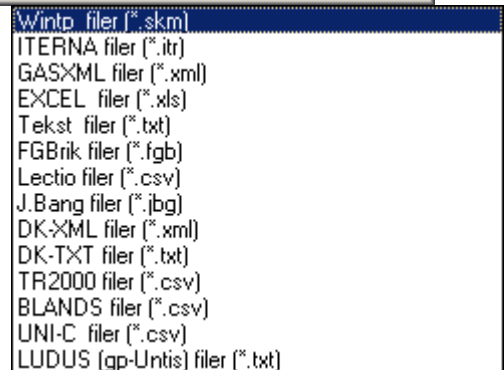 Wintp  filer (*.skm)
ITERNA filer (*.itr)
GASXML filer (*.xml)
EXCEL  filer (*.xls)
Tekst  filer (*.txt)
FGBrik filer (*.fgb)
Lectio filer (*.csv)
J.Bang filer (*.jbg)
DK-XML filer (*.xml)
DK-TXT filer (*.txt)
TR2000 filer (*.csv)
BLANDS filer (*.csv)
UNI-C  filer (*.csv)
LUDUS (gp-Untis) filer (*.txt)